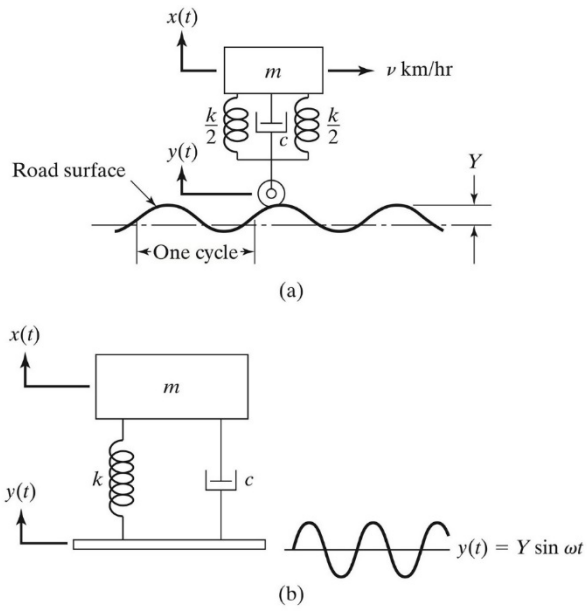 x(t)
m
ν km/hr
k/2
c
k/2
y(t)
Road surface
Y
One cycle
(a)
x(t)
m
k
c
y(t)
y(t) = Y sin ωt
(b)